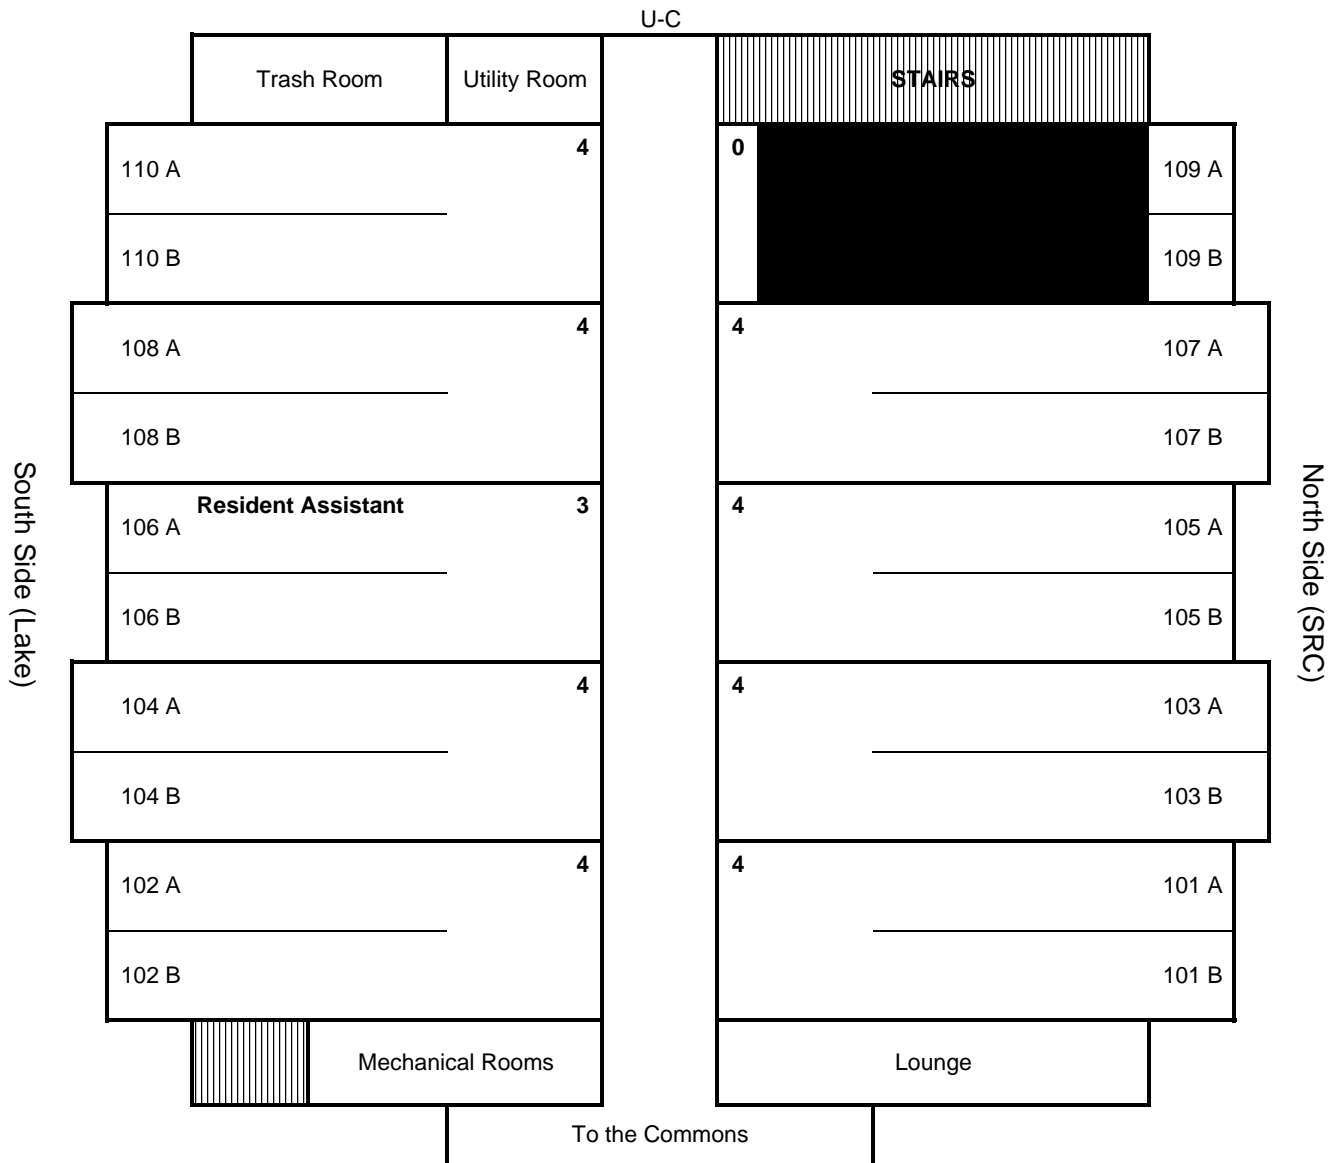 U-C
Trash Room Utility Room STAIRS
4 0
110 A 109 A
110 B 109 B
4 4
108 A 107 A
108 B 107 B
South Side (Lake)
North Side (SRC)
Resident Assistant 3 4
106 A 105 A
106 B 105 B
4 4
104 A 103 A
104 B 103 B
4 4
102 A 101 A
102 B 101 B
Mechanical Rooms Lounge
To the Commons